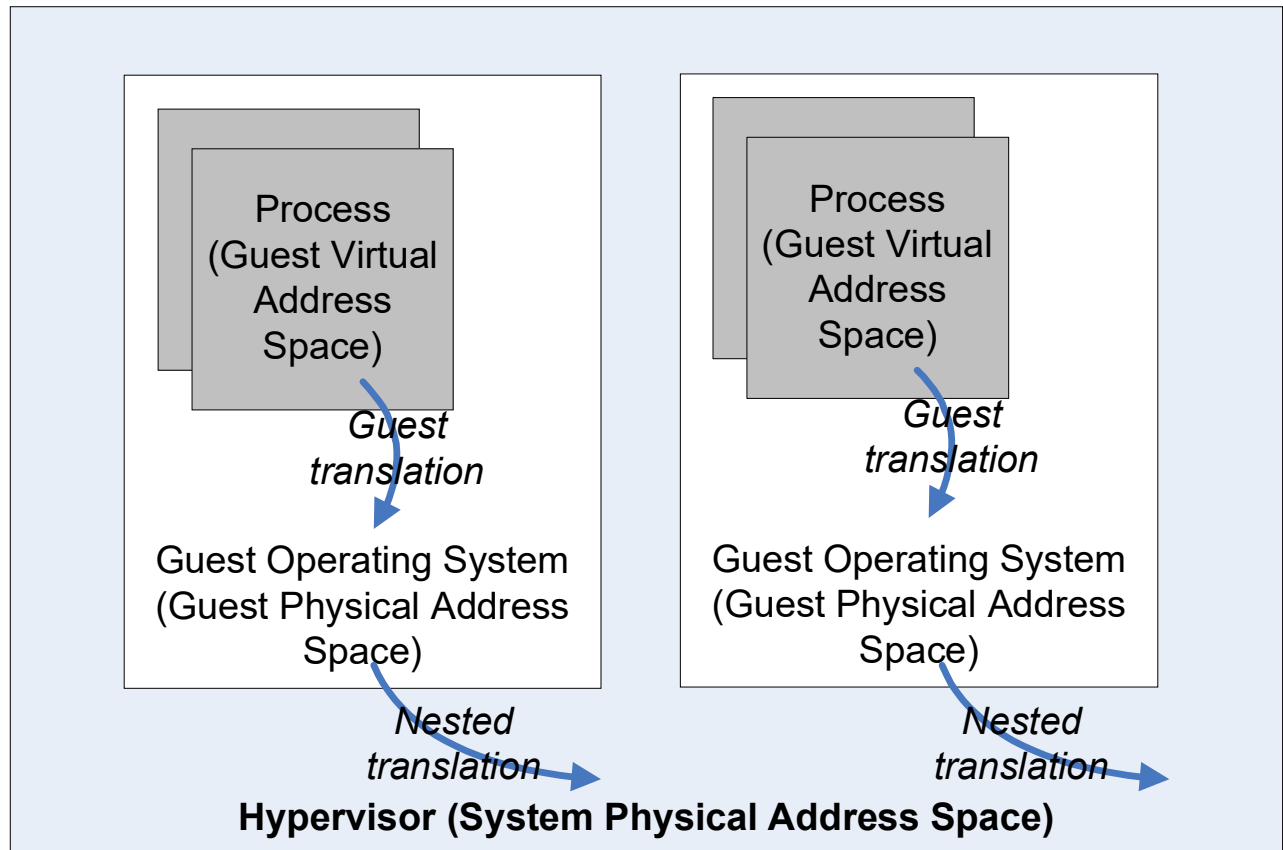 Process
(Guest Virtual
Address
Space)
Guest
translation
Guest Operating System
(Guest Physical Address
Space)
Nested
translation
Process
(Guest Virtual
Address
Space)
Guest
translation
Guest Operating System
(Guest Physical Address
Space)
Nested
translation
Hypervisor (System Physical Address Space)